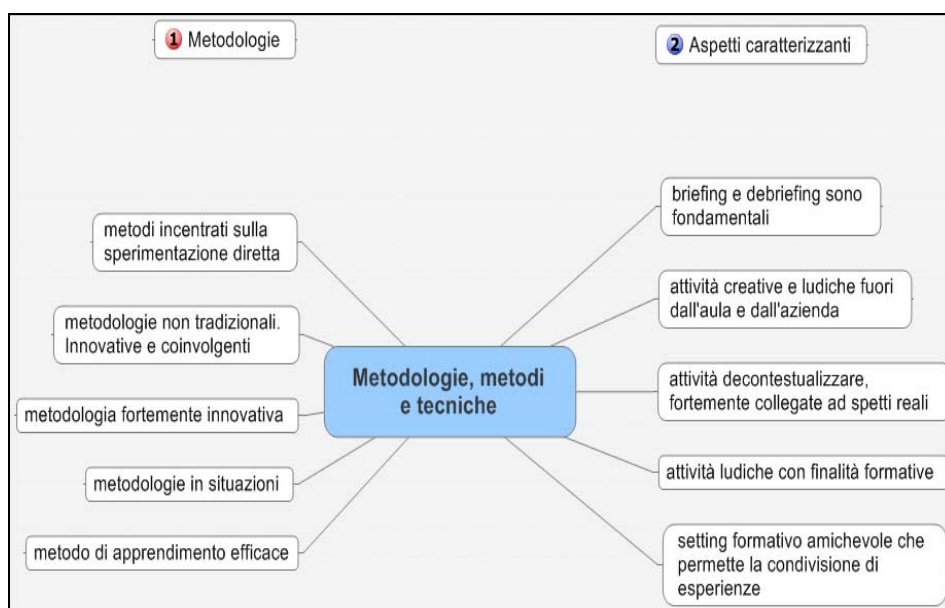 1 Metodologie
2 Aspetti caratterizzanti
metodi incentrati sulla
sperimentazione diretta
metodologie non tradizionali.
Innovative e coinvolgenti
metodologia fortemente innovativa
metodologie in situazioni
metodo di apprendimento efficace
Metodologie, metodi
e tecniche
briefing e debriefing sono
fondamentali
attività creative e ludiche fuori
dall'aula e dall'azienda
attività decontestualizzare,
fortemente collegate ad spetti reali
attività ludiche con finalità formative
setting formativo amichevole che
permette la condivisione di
esperienze